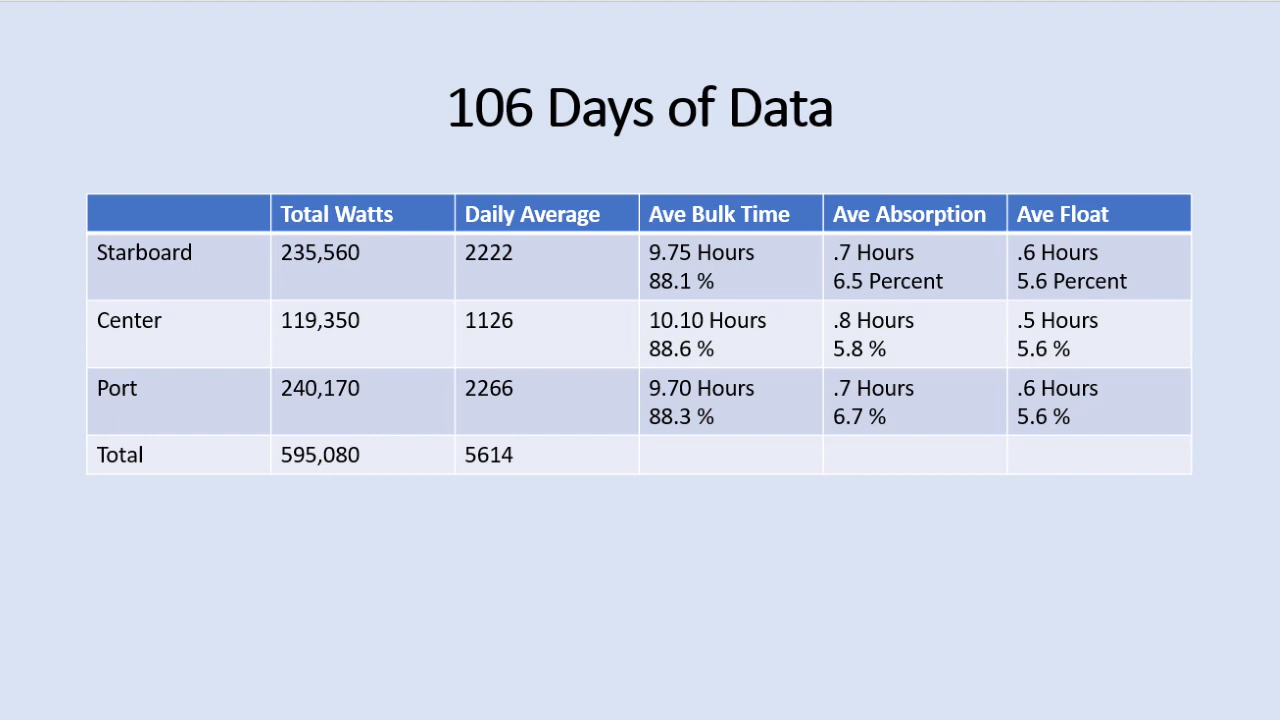 106 Days of Data
Total Watts Daily Average Ave Bulk Time Ave Absorption Ave Float
Starboard 235,560 2222 9.75 Hours .7 Hours .6 Hours
88.1 % 6.5 Percent 5.6 Percent
Center 119,350 1126 10.10 Hours .8 Hours .5 Hours
88.6 % 5.8 % 5.6 %
Port 240,170 2266 9.70 Hours .7 Hours .6 Hours
88.3 % 6.7 % 5.6 %
Total 595,080 5614